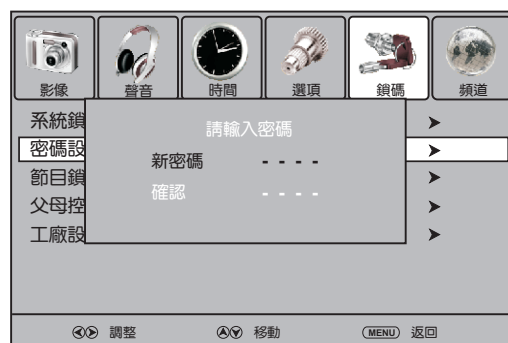 影像 聲音 時間 選項 鎖碼 頻道
系統鎖
請輸入密碼
密碼設
新密碼 - - - -
節目鎖
確認 - - - -
父母控
工廠設
調整 移動 MENU 返回